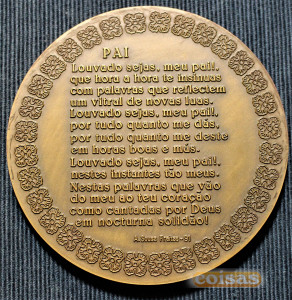 PAI
Louvado sejas, meu pai!,
que hora a hora te insinuas
com palavras que reflectem
um vitral de novas luas.
Louvado sejas, meu pai!,
por tudo quanto me dás,
por tudo quanto me deste
em horas boas e más.
Louvado sejas, meu pai!,
nestes instantes tão meus.
Nestas palavras que vão
do meu ao teu coração
como cantadas por Deus
em nocturna solidão!
Freitas-91
coisas